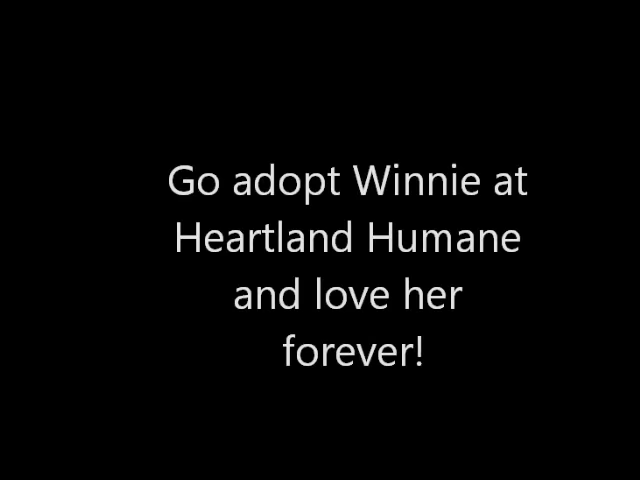 Go adopt Winnie at
Heartland Humane
and love her
forever!